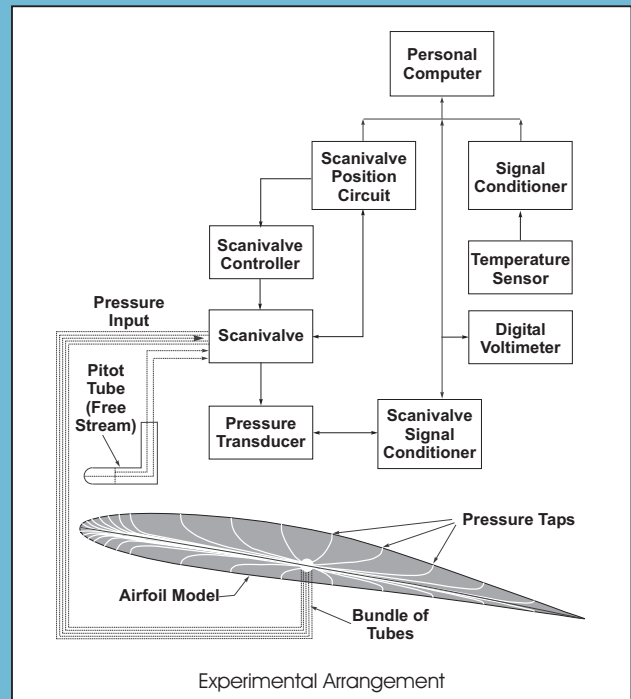 Personal
Computer
Scanivalve
Position
Circuit
Signal
Conditioner
Scanivalve
Controller
Temperature
Sensor
Pressure
Input
Scanivalve
Digital
Voltimeter
Pitot
Tube
(Free
Stream)
Pressure
Transducer
Scanivalve
Signal
Conditioner
Pressure Taps
Airfoil Model
Bundle of
Tubes
Experimental Arrangement